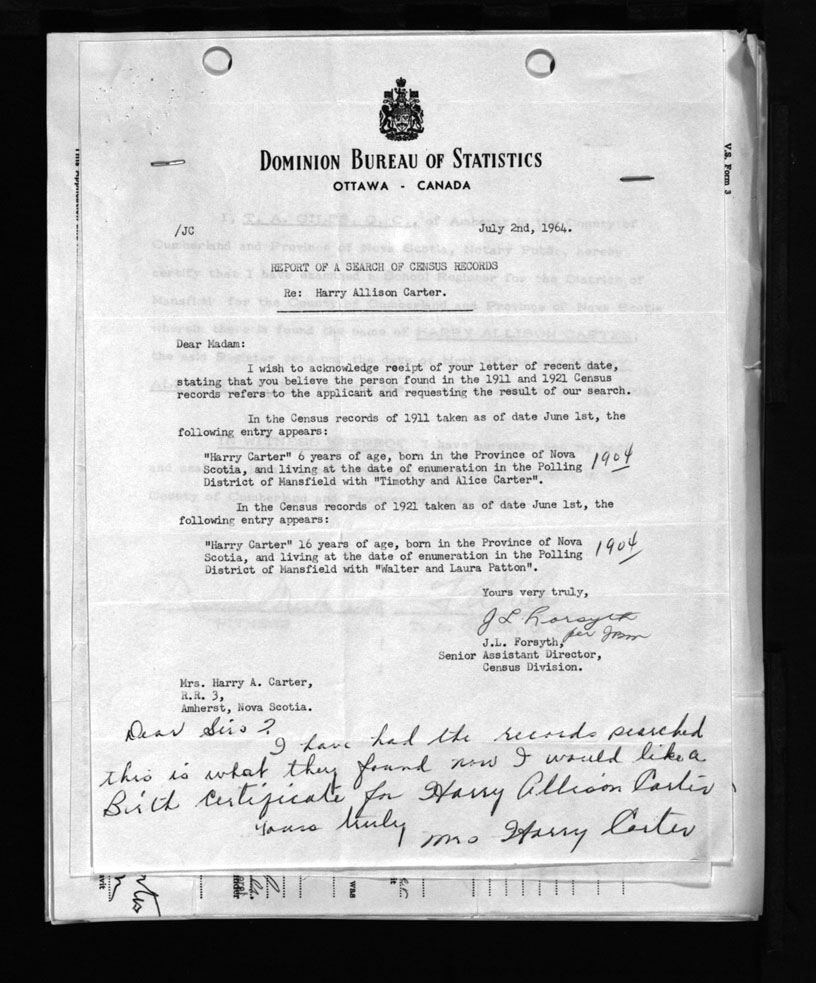 DOMINION BUREAU OF STATISTICS
OTTAWA - CANADA
V.S. Form 3
/JC
July 2nd, 1964.
REPORT OF A SEARCH OF CENSUS RECORDS
Re: Harry Allison Carter.
Dear Madam:
I wish to acknowledge receipt of your letter of recent date,
stating that you believe the person found in the 1911 and 1921 Census
records refers to the applicant and requesting the result of our search.
In the Census records of 1911 taken as of date June 1st, the
following entry appears:
"Harry Carter" 6 years of age, born in the Province of Nova
Scotia, and living at the date of enumeration in the Polling
District of Mansfield with "Timothy and Alice Carter".
1904
In the Census records of 1921 taken as of date June 1st, the
following entry appears:
"Harry Carter" 16 years of age, born in the Province of Nova
Scotia, and living at the date of enumeration in the Polling
District of Mansfield with "Walter and Laura Patton".
1904
Yours very truly,
J L Forsyth
per JBM
J.L. Forsyth,
Senior Assistant Director,
Census Division.
Mrs. Harry A. Carter,
R.R. 3,
Amherst, Nova Scotia.
Dear Sirs?
I have had the records searched
this is what they found now I would like a
Birth Certificate for Harry Allison Carter
yours truly Mrs Harry Carter